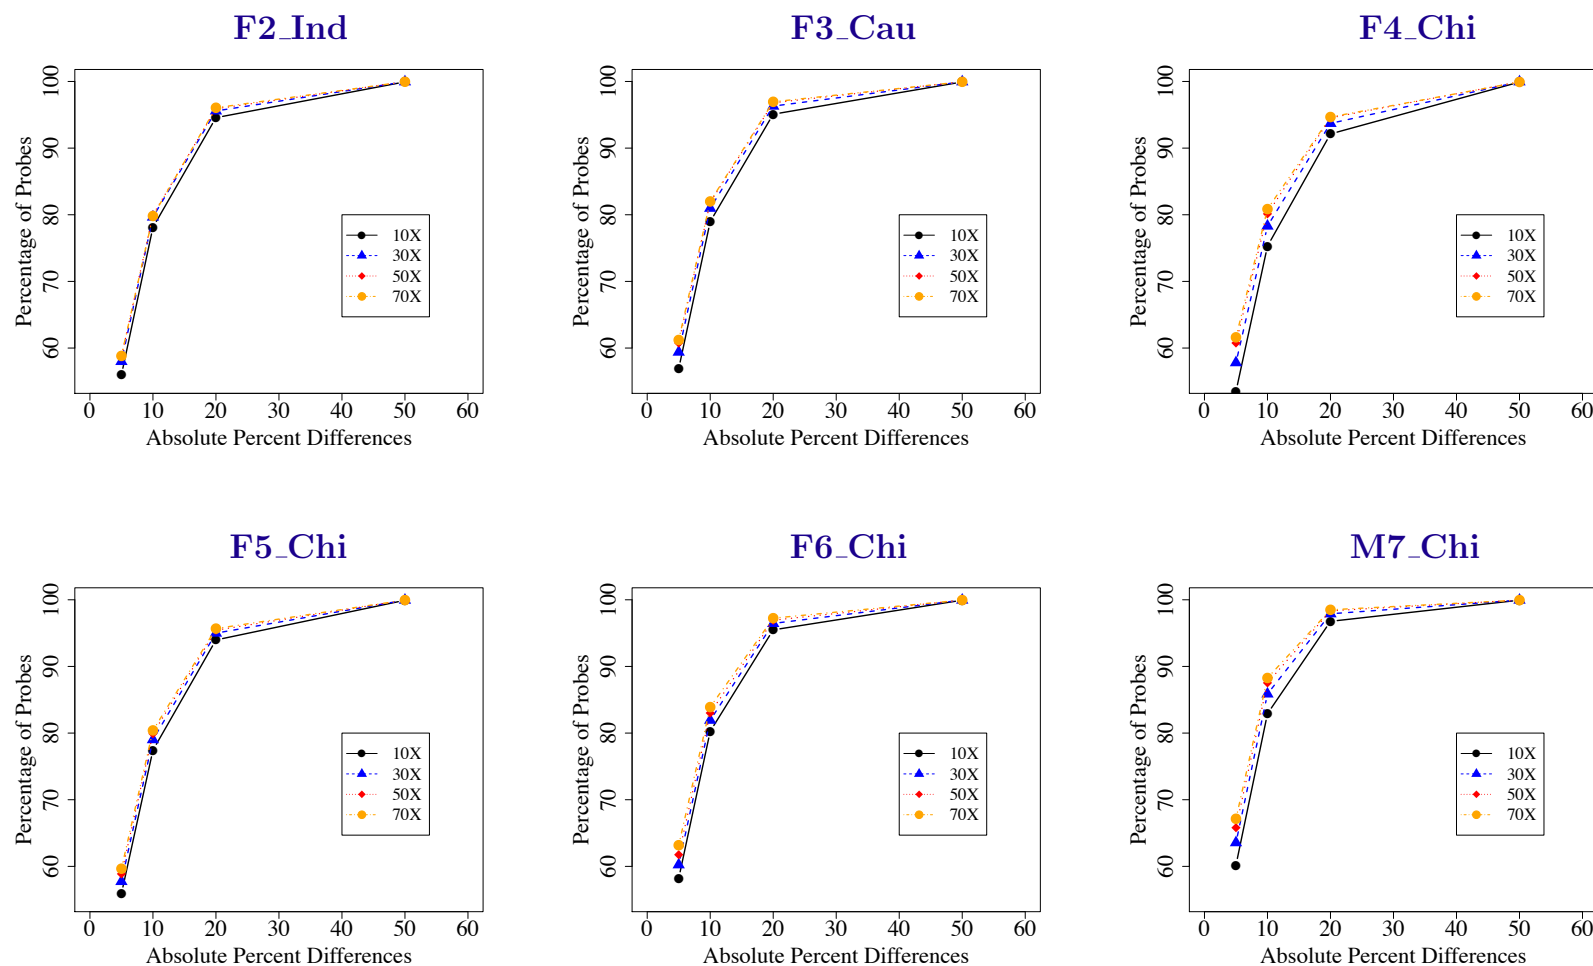 F2_Ind
Percentage of Probes
60 70 80 90 100
10X
30X
50X
70X
0 10 20 30 40 50 60
Absolute Percent Differences
F3_Cau
Percentage of Probes
60 70 80 90 100
10X
30X
50X
70X
0 10 20 30 40 50 60
Absolute Percent Differences
F4_Chi
Percentage of Probes
60 70 80 90 100
10X
30X
50X
70X
0 10 20 30 40 50 60
Absolute Percent Differences
F5_Chi
Percentage of Probes
60 70 80 90 100
10X
30X
50X
70X
0 10 20 30 40 50 60
Absolute Percent Differences
F6_Chi
Percentage of Probes
60 70 80 90 100
10X
30X
50X
70X
0 10 20 30 40 50 60
Absolute Percent Differences
M7_Chi
Percentage of Probes
60 70 80 90 100
10X
30X
50X
70X
0 10 20 30 40 50 60
Absolute Percent Differences